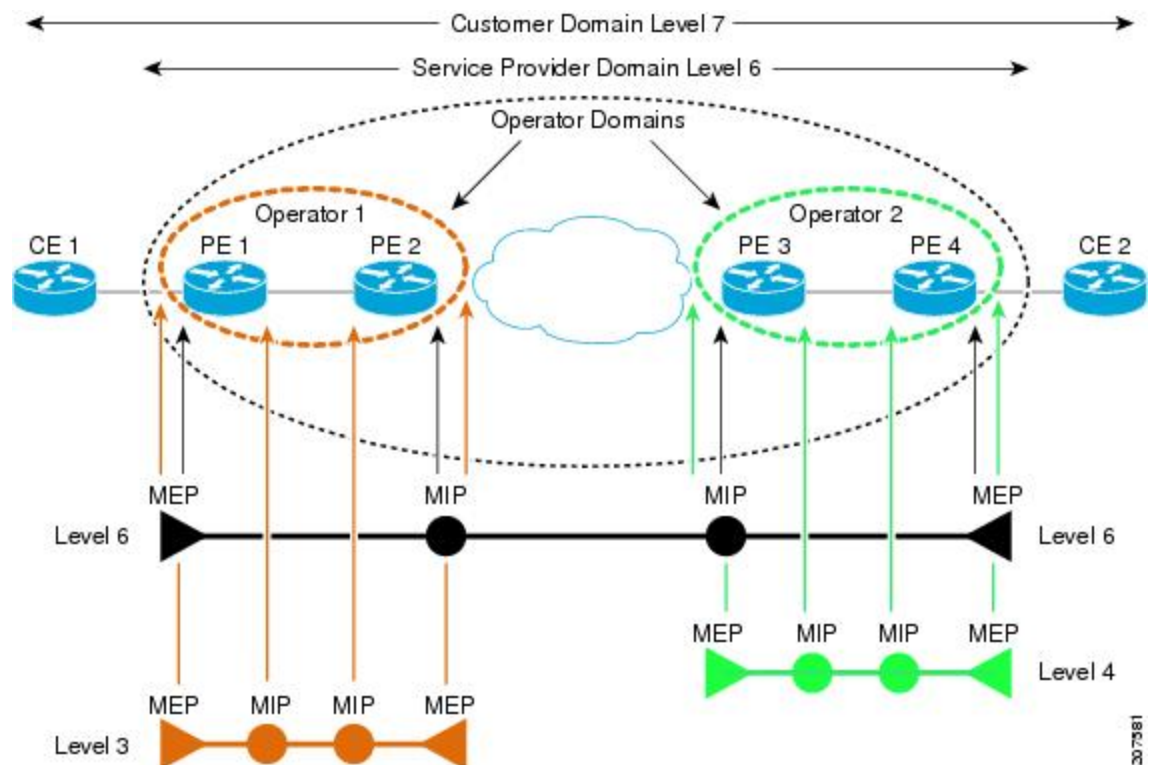 Customer Domain Level 7
Service Provider Domain Level 6
Operator Domains
Operator 1
Operator 2
CE 1
PE 1
PE 2
PE 3
PE 4
CE 2
MEP
MIP
MIP
MEP
Level 6
Level 6
MEP
MIP
MIP
MEP
Level 4
MEP
MIP
MIP
MEP
Level 3
207581